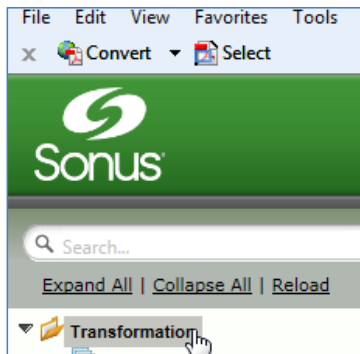 File Edit View Favorites Tools
x Convert Select
Sonus
Search...
Expand All | Collapse All | Reload
Transformation